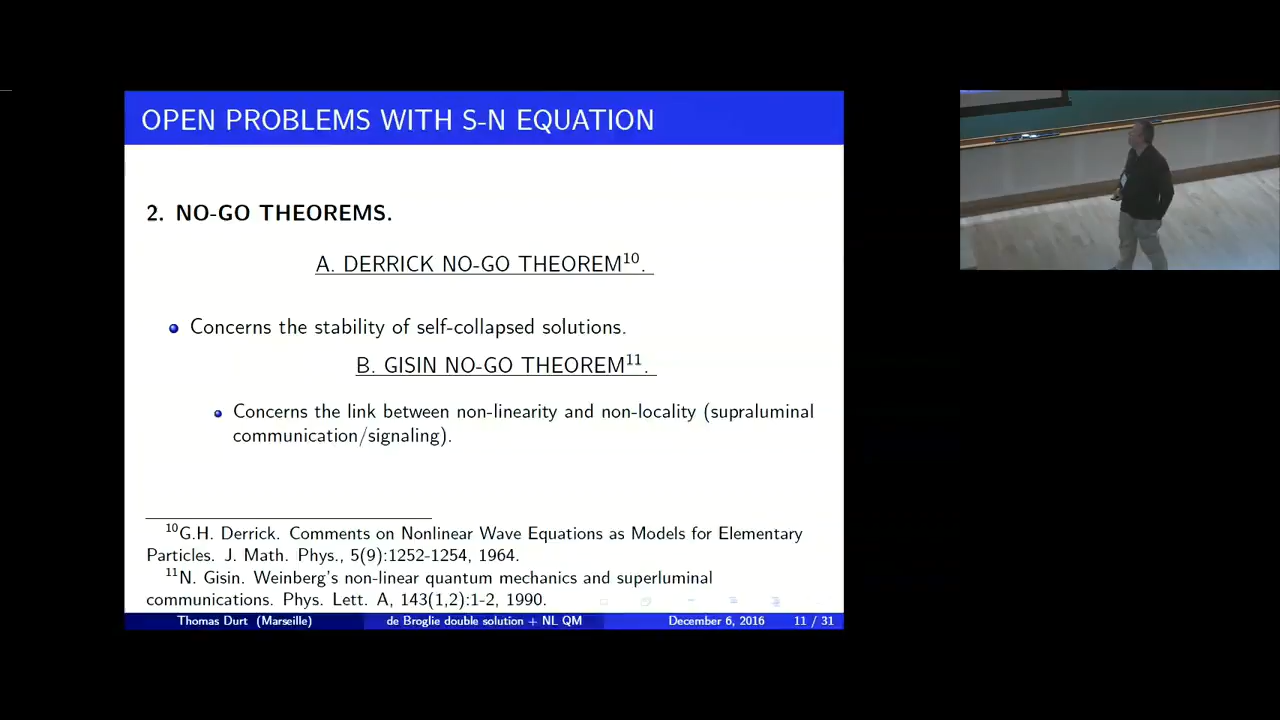 OPEN PROBLEMS WITH S-N EQUATION
2. NO-GO THEOREMS.
A. DERRICK NO-GO THEOREM¹⁰.
Concerns the stability of self-collapsed solutions.
B. GISIN NO-GO THEOREM¹¹.
Concerns the link between non-linearity and non-locality (supraluminal
communication/signaling).
¹⁰G.H. Derrick. Comments on Nonlinear Wave Equations as Models for Elementary
Particles. J. Math. Phys., 5(9):1252-1254, 1964.
¹¹N. Gisin. Weinberg's non-linear quantum mechanics and superluminal
communications. Phys. Lett. A, 143(1,2):1-2, 1990.
Thomas Durt (Marseille) de Broglie double solution + NL QM December 6, 2016 11 / 31